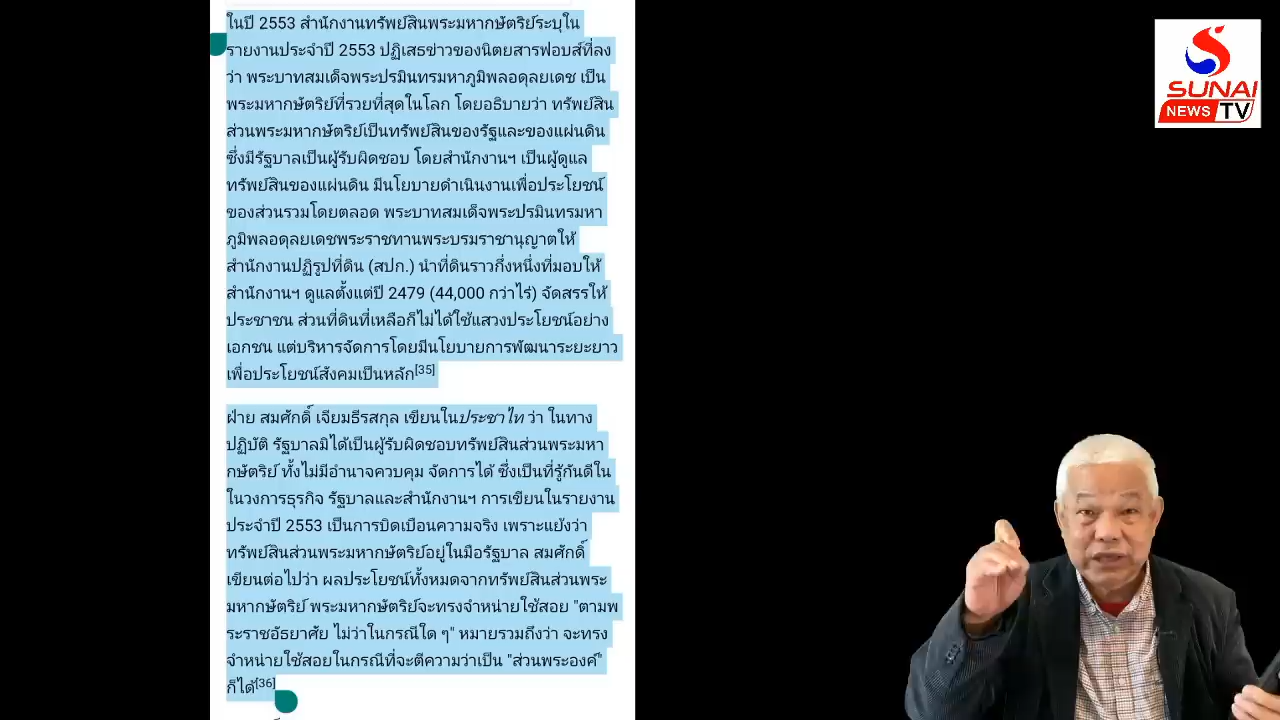 ในปี 2553 สำนักงานทรัพย์สินพระมหากษัตริย์ระบุใน
รายงานประจำปี 2553 ปฏิเสธข่าวของนิตยสารฟอบส์ที่ลง
ว่า พระบาทสมเด็จพระปรมินทรมหาภูมิพลอดุลยเดช เป็น
พระมหากษัตริย์ที่รวยที่สุดในโลก โดยอธิบายว่า ทรัพย์สิน
ส่วนพระมหากษัตริย์เป็นทรัพย์สินของรัฐและของแผ่นดิน
ซึ่งมีรัฐบาลเป็นผู้รับผิดชอบ โดยสำนักงานฯ เป็นผู้ดูแล
ทรัพย์สินของแผ่นดิน มีนโยบายดำเนินงานเพื่อประโยชน์
ของส่วนรวมโดยตลอด พระบาทสมเด็จพระปรมินทรมหา
ภูมิพลอดุลยเดชพระราชทานพระบรมราชานุญาตให้
สำนักงานปฏิรูปที่ดิน (สปก.) นำที่ดินราวกึ่งหนึ่งที่มอบให้
สำนักงานฯ ดูแลตั้งแต่ปี 2479 (44,000 กว่าไร่) จัดสรรให้
ประชาชน ส่วนที่ดินที่เหลือก็ไม่ได้ใช้แสวงประโยชน์อย่าง
เอกชน แต่บริหารจัดการโดยมีนโยบายการพัฒนาระยะยาว
เพื่อประโยชน์สังคมเป็นหลัก[35]
ฝ่าย สมศักดิ์ เจียมธีรสกุล เขียนในประชาไท ว่า ในทาง
ปฏิบัติ รัฐบาลมิได้เป็นผู้รับผิดชอบทรัพย์สินส่วนพระมหา
กษัตริย์ ทั้งไม่มีอำนาจควบคุม จัดการได้ ซึ่งเป็นที่รู้กันดีใน
ในวงการธุรกิจ รัฐบาลและสำนักงานฯ การเขียนในรายงาน
ประจำปี 2553 เป็นการบิดเบือนความจริง เพราะแย้งว่า
ทรัพย์สินส่วนพระมหากษัตริย์อยู่ในมือรัฐบาล สมศักดิ์
เขียนต่อไปว่า ผลประโยชน์ทั้งหมดจากทรัพย์สินส่วนพระ
มหากษัตริย์ พระมหากษัตริย์จะทรงจำหน่ายใช้สอย "ตามพ
ระราชอัธยาศัย ไม่ว่าในกรณีใด ๆ" หมายรวมถึงว่า จะทรง
จำหน่ายใช้สอยในกรณีที่จะตีความว่าเป็น "ส่วนพระองค์"
ก็ได้[36]
SUNAI
NEWS TV